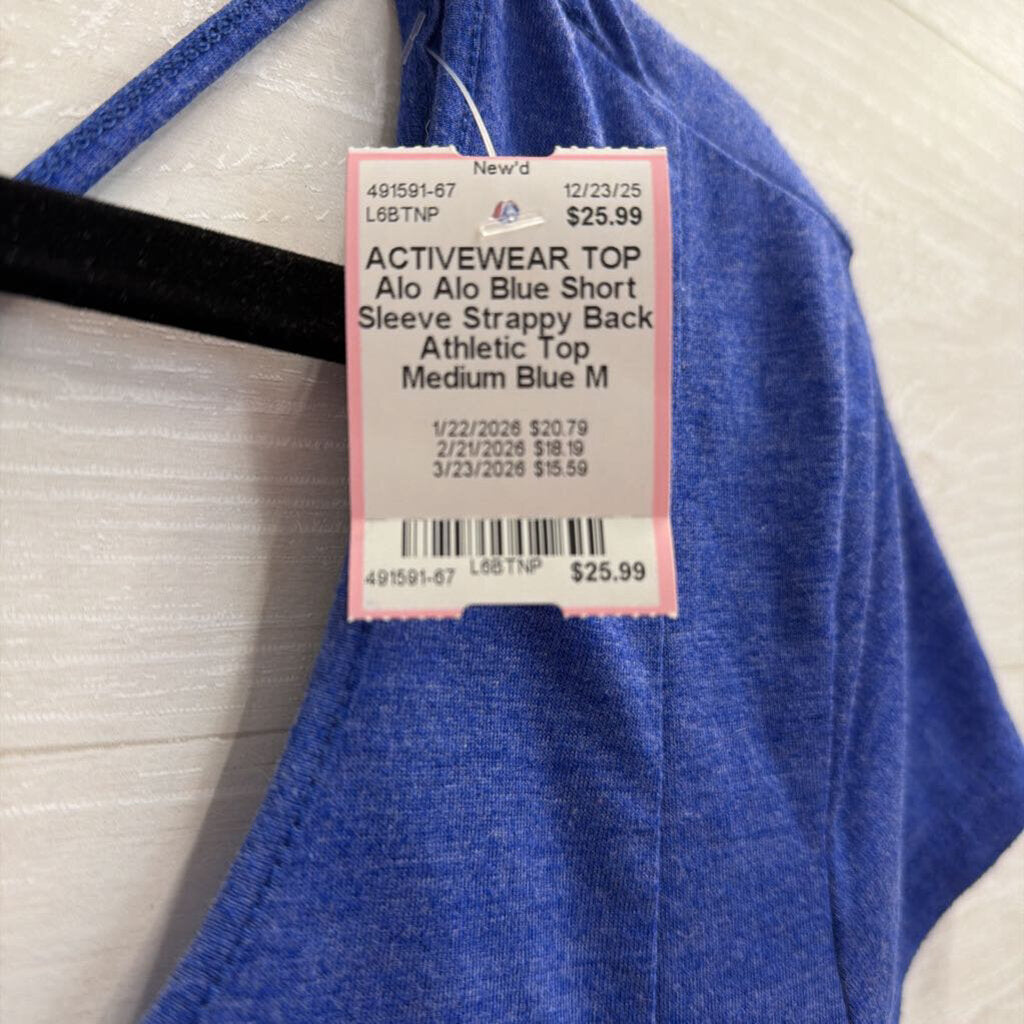 New'd
491591-67 12/23/25
L6BTNP $25.99
ACTIVEWEAR TOP
Alo Alo Blue Short
Sleeve Strappy Back
Athletic Top
Medium Blue M
1/22/2026 $20.79
2/21/2026 $18.19
3/23/2026 $15.59
491591-67 L6BTNP $25.99